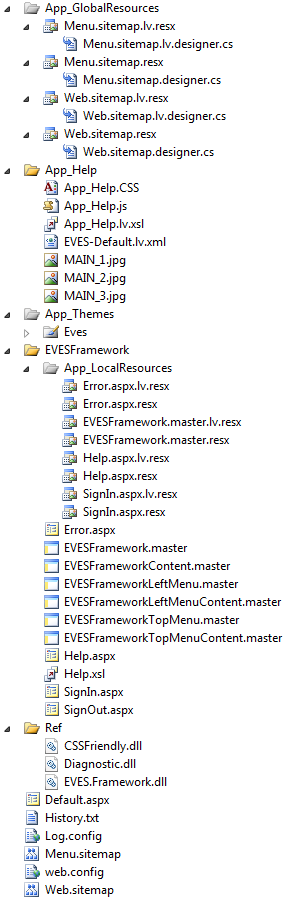 App_GlobalResources
Menu.sitemap.lv.resx
Menu.sitemap.lv.designer.cs
Menu.sitemap.resx
Menu.sitemap.designer.cs
Web.sitemap.lv.resx
Web.sitemap.lv.designer.cs
Web.sitemap.resx
Web.sitemap.designer.cs
App_Help
App_Help.CSS
App_Help.js
App_Help.lv.xsl
EVES-Default.lv.xml
MAIN_1.jpg
MAIN_2.jpg
MAIN_3.jpg
App_Themes
Eves
EVESFramework
App_LocalResources
Error.aspx.lv.resx
Error.aspx.resx
EVESFramework.master.lv.resx
EVESFramework.master.resx
Help.aspx.lv.resx
Help.aspx.resx
SignIn.aspx.lv.resx
SignIn.aspx.resx
Error.aspx
EVESFramework.master
EVESFrameworkContent.master
EVESFrameworkLeftMenu.master
EVESFrameworkLeftMenuContent.master
EVESFrameworkTopMenu.master
EVESFrameworkTopMenuContent.master
Help.aspx
Help.xsl
SignIn.aspx
SignOut.aspx
Ref
CSSFriendly.dll
Diagnostic.dll
EVES.Framework.dll
Default.aspx
History.txt
Log.config
Menu.sitemap
web.config
Web.sitemap